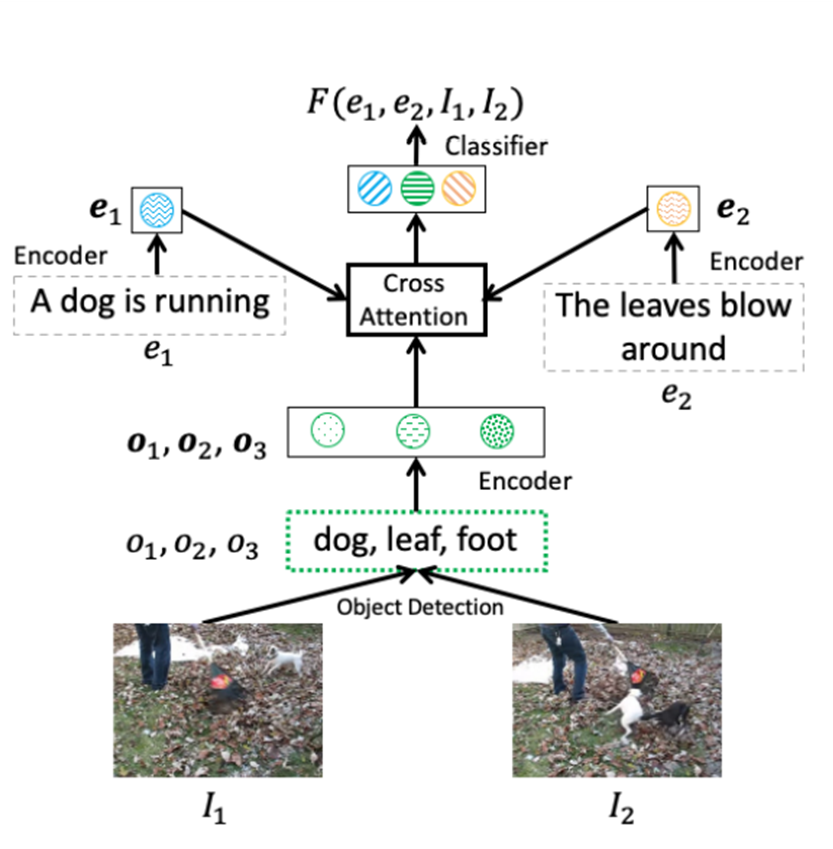 F(e₁, e₂, I₁, I₂)
Classifier
e₁
e₂
Encoder
Encoder
A dog is running
Cross
Attention
The leaves blow
around
e₁
e₂
o₁, o₂, o₃
Encoder
o₁, o₂, o₃
dog, leaf, foot
Object Detection
I₁
I₂